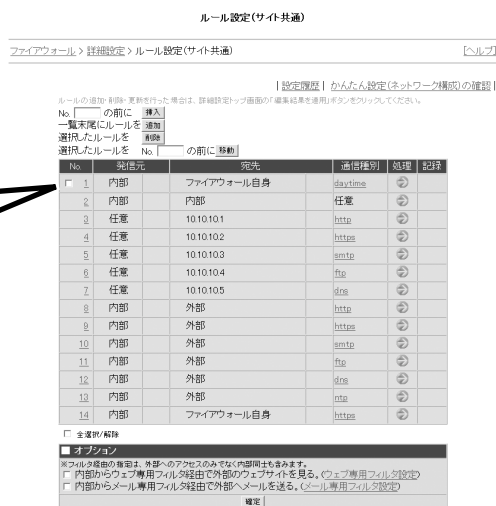 ルール設定(サイト共通)
ファイアウォール > 詳細設定 > ルール設定(サイト共通) [ヘルプ]
| 設定履歴 | かんたん設定(ネットワーク構成)の確認 |
ルールの追加・削除・更新を行った場合は、詳細設定トップ画面の「編集結果を適用」ボタンをクリックしてください。
No. の前に 挿入
一覧末尾にルールを 追加
選択したルールを 削除
選択したルールを No. の前に 移動
No. 発信元 宛先 通信種別 処理 記録
1 内部 ファイアウォール自身 daytime
2 内部 内部 任意
3 任意 10.10.10.1 http
4 任意 10.10.10.2 https
5 任意 10.10.10.3 smtp
6 任意 10.10.10.4 ftp
7 任意 10.10.10.5 dns
8 内部 外部 http
9 内部 外部 https
10 内部 外部 smtp
11 内部 外部 ftp
12 内部 外部 dns
13 内部 外部 ntp
14 内部 ファイアウォール自身 https
全選択/解除
■ オプション
※フィルタ経由の指定は、外部へのアクセスのみでなく内部同士も含みます。
内部からウェブ専用フィルタ経由で外部のウェブサイトを見る。(ウェブ専用フィルタ設定)
内部からメール専用フィルタ経由で外部へメールを送る。(メール専用フィルタ設定)
確定